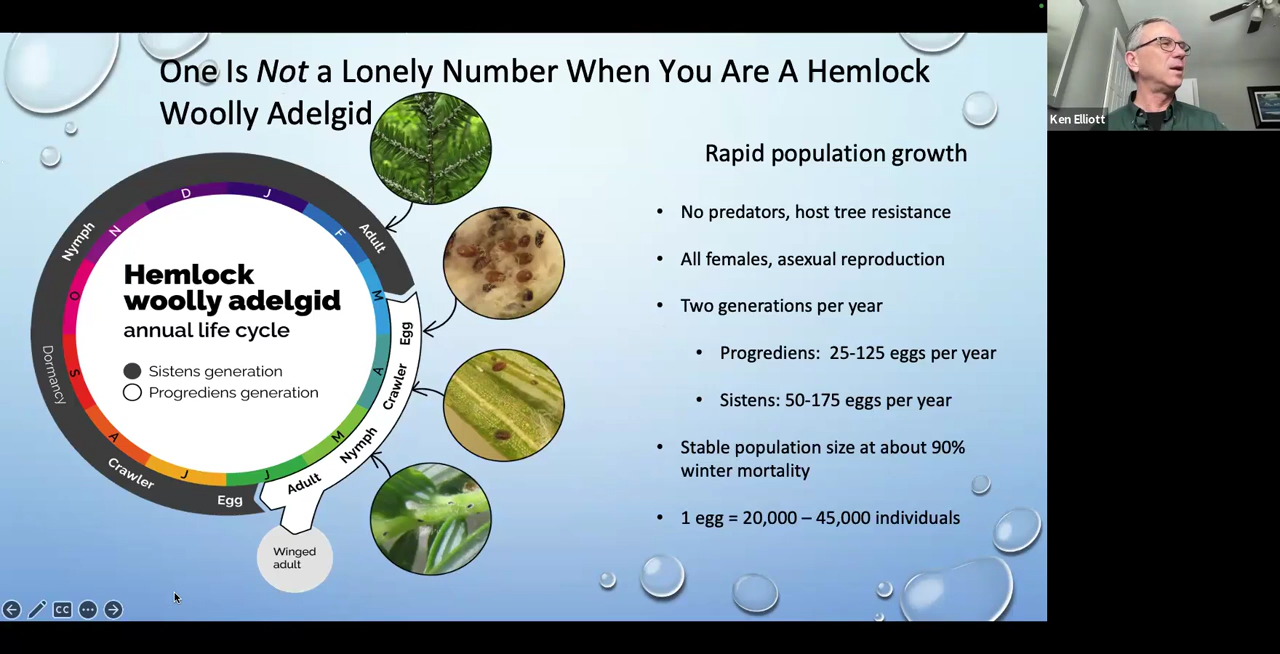 One Is Not a Lonely Number When You Are A Hemlock
Woolly Adelgid
Rapid population growth
• No predators, host tree resistance
• All females, asexual reproduction
• Two generations per year
• Progrediens: 25-125 eggs per year
• Sistens: 50-175 eggs per year
• Stable population size at about 90%
winter mortality
• 1 egg = 20,000 – 45,000 individuals
Hemlock
woolly adelgid
annual life cycle
Sistens generation
Progrediens generation
J
F
M
A
M
J
J
A
S
O
N
D
Adult
Egg
Crawler
Nymph
Adult
Winged
adult
Egg
Crawler
Dormancy
Nymph
CC
Ken Elliott